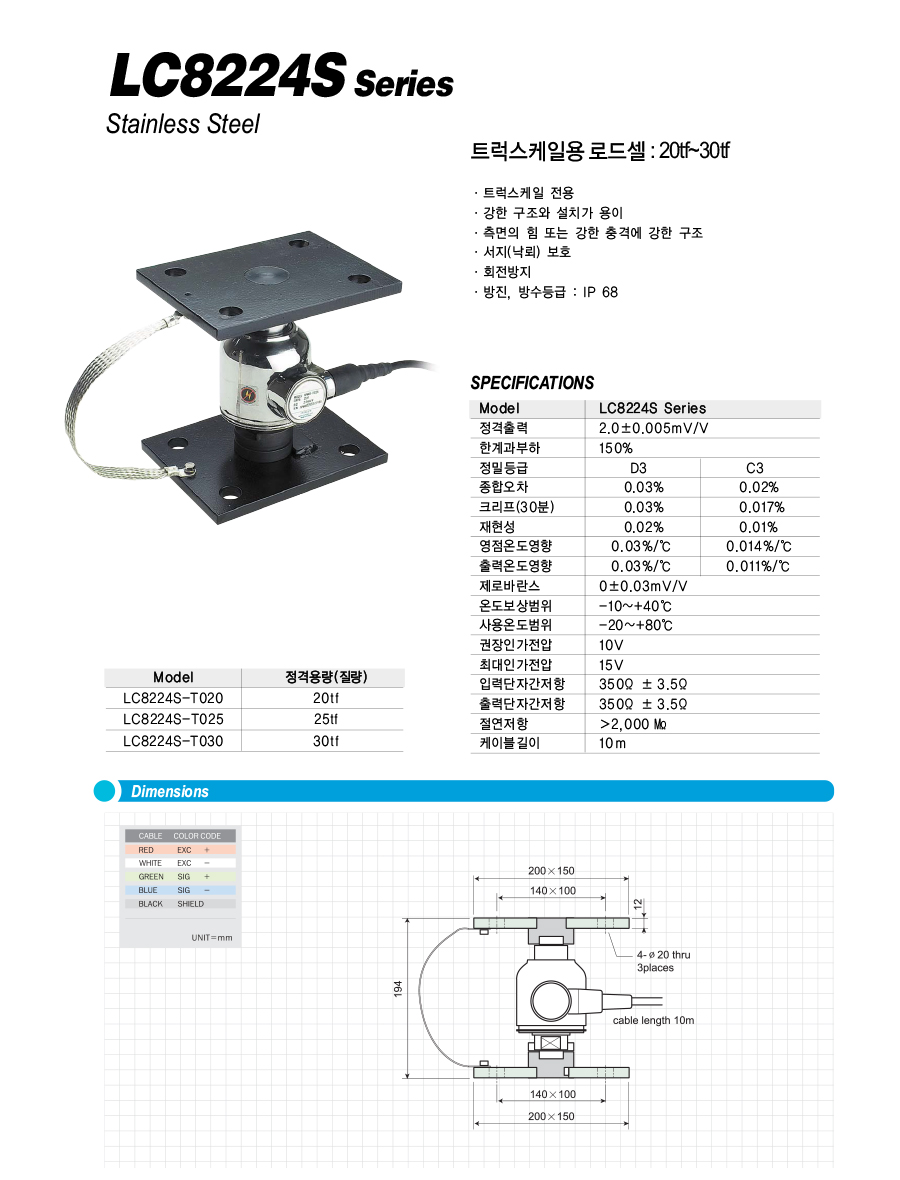 LC8224S Series
Stainless Steel
트럭스케일용 로드셀 : 20tf~30tf
· 트럭스케일 전용
· 강한 구조와 설치가 용이
· 측면의 힘 또는 강한 충격에 강한 구조
· 서지(낙뢰) 보호
· 회전방지
· 방진, 방수등급 : IP 68
SPECIFICATIONS
Model LC8224S Series
정격출력 2.0±0.005mV/V
한계과부하 150%
정밀등급 D3 C3
종합오차 0.03% 0.02%
크리프(30분) 0.03% 0.017%
재현성 0.02% 0.01%
영점온도영향 0.03%/℃ 0.014%/℃
출력온도영향 0.03%/℃ 0.011%/℃
제로바란스 0±0.03mV/V
온도보상범위 -10~+40℃
사용온도범위 -20~+80℃
권장인가전압 10V
최대인가전압 15V
입력단자간저항 350Ω ±3.5Ω
출력단자간저항 350Ω ±3.5Ω
절연저항 >2,000 ㏁
케이블길이 10m
Model 정격용량(질량)
LC8224S-T020 20tf
LC8224S-T025 25tf
LC8224S-T030 30tf
Dimensions
CABLE COLOR CODE
RED EXC +
WHITE EXC -
GREEN SIG +
BLUE SIG -
BLACK SHIELD
UNIT=mm
200×150
140×100
12
4-ø20 thru
3places
194
cable length 10m
140×100
200×150